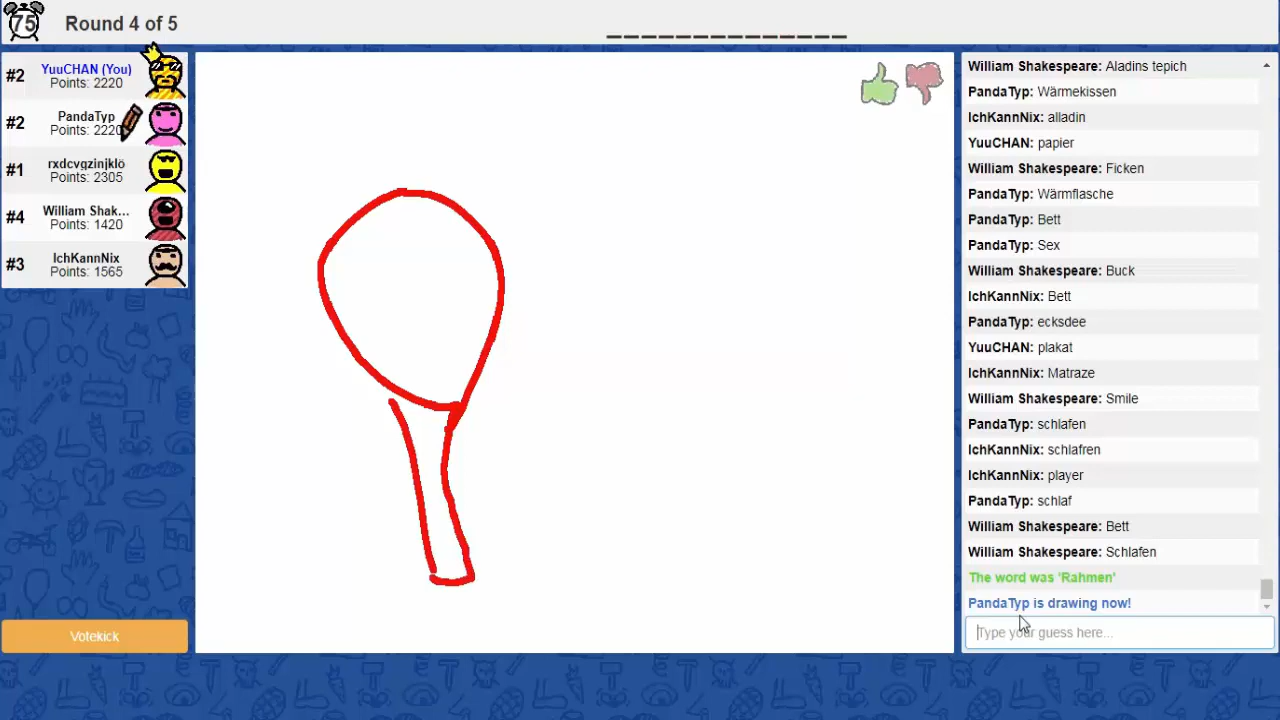 75
Round 4 of 5
_ _ _ _ _ _ _ _ _ _ _ _ _ _
#2
YuuCHAN (You)
Points: 2220
#2
PandaTyp
Points: 2220
#1
rxdcvgzinjklö
Points: 2305
#4
William Shak...
Points: 1420
#3
IchKannNix
Points: 1565
Votekick
William Shakespeare: Aladins tepich
PandaTyp: Wärmekissen
IchKannNix: alladin
YuuCHAN: papier
William Shakespeare: Ficken
PandaTyp: Wärmflasche
PandaTyp: Bett
PandaTyp: Sex
William Shakespeare: Buck
IchKannNix: Bett
PandaTyp: ecksdee
YuuCHAN: plakat
IchKannNix: Matraze
William Shakespeare: Smile
PandaTyp: schlafen
IchKannNix: schlafren
IchKannNix: player
PandaTyp: schlaf
William Shakespeare: Bett
William Shakespeare: Schlafen
The word was 'Rahmen'
PandaTyp is drawing now!
Type your guess here...